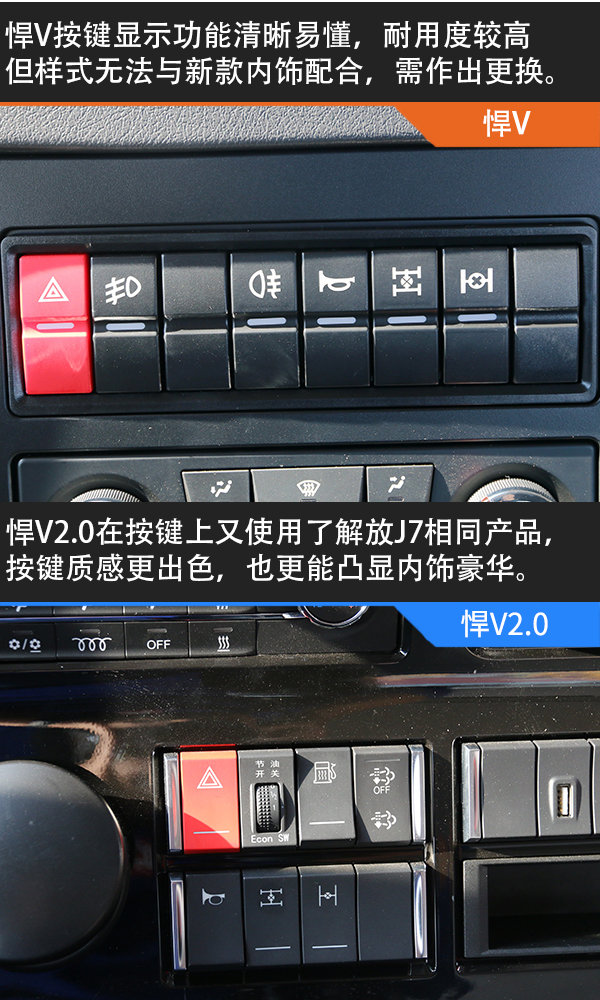 悍V按键显示功能清晰易懂，耐用度较高
但样式无法与新款内饰配合，需作出更换。
悍V
悍V2.0在按键上又使用了解放J7相同产品，
按键质感更出色，也更能凸显内饰豪华。
悍V2.0
OFF
节油
开关
Econ SW
OFF